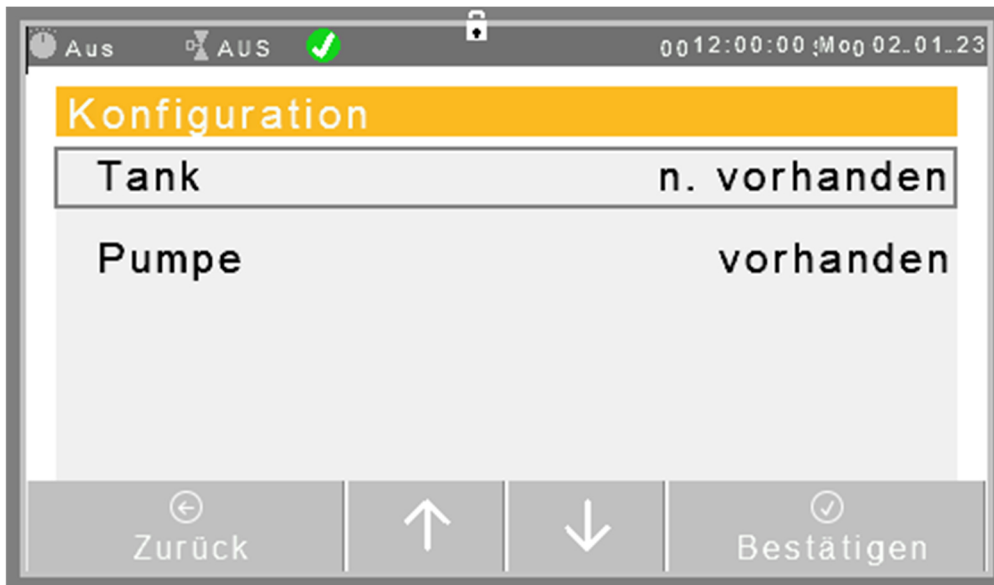 Aus AUS 0012:00:00 Mo 02.01.23
Konfiguration
Tank n. vorhanden
Pumpe vorhanden
Zurück Bestätigen